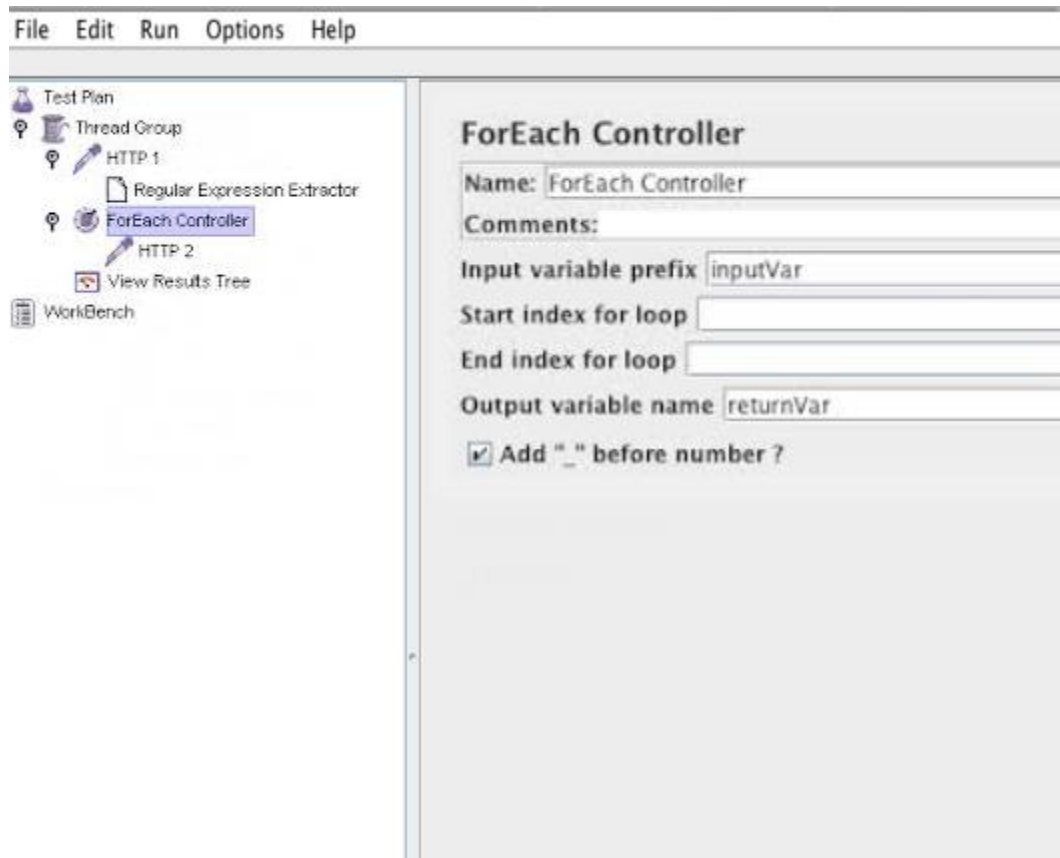 File Edit Run Options Help
Test Plan
Thread Group
HTTP 1
Regular Expression Extractor
ForEach Controller
HTTP 2
View Results Tree
WorkBench
ForEach Controller
Name: ForEach Controller
Comments:
Input variable prefix inputVar
Start index for loop
End index for loop
Output variable name returnVar
Add "_" before number ?